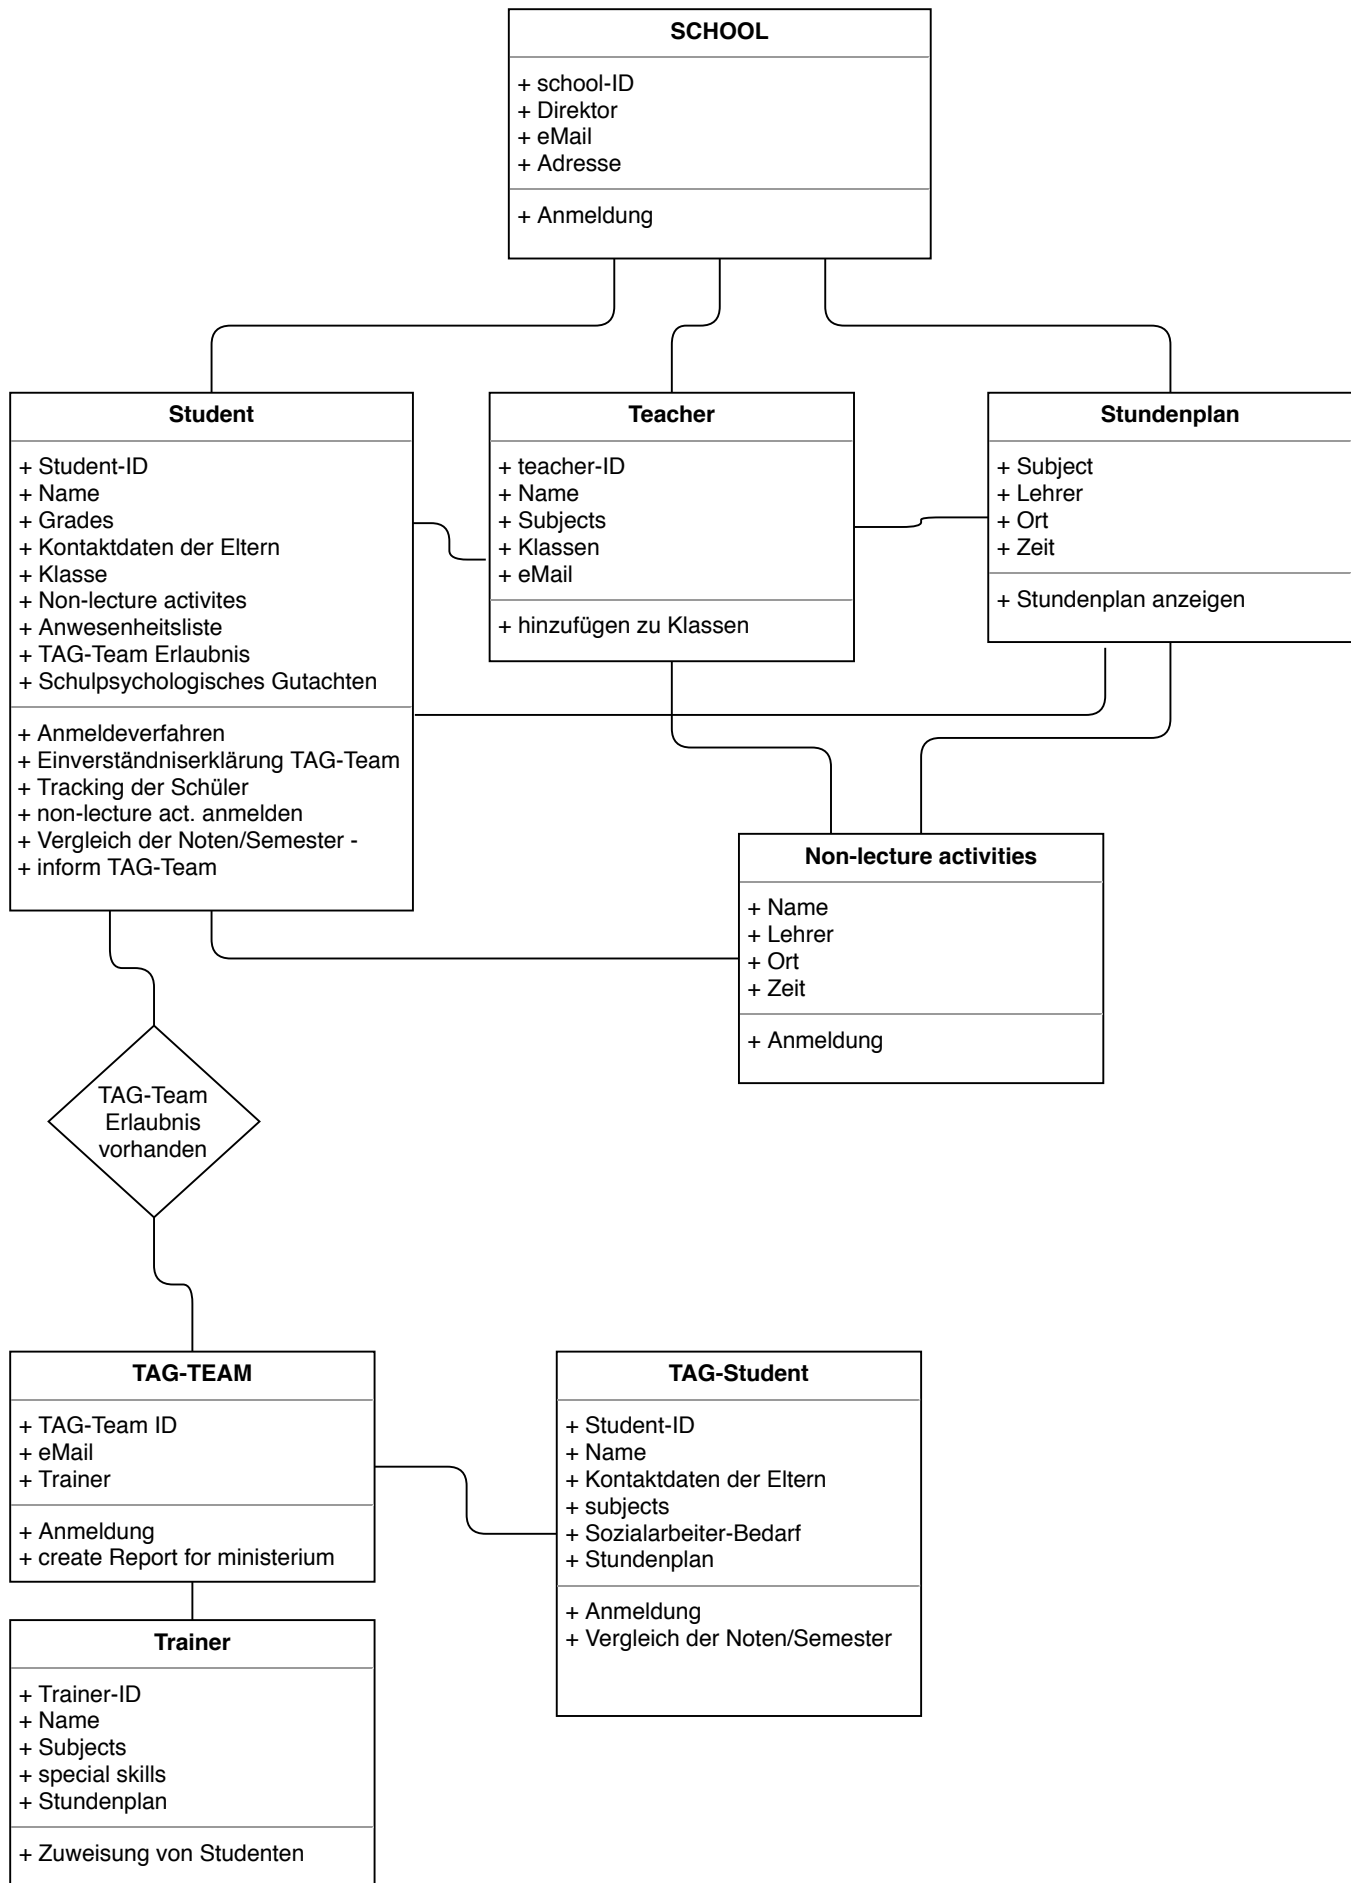 SCHOOL
+ school-ID
+ Direktor
+ eMail
+ Adresse
+ Anmeldung
Student
+ Student-ID
+ Name
+ Grades
+ Kontaktdaten der Eltern
+ Klasse
+ Non-lecture activites
+ Anwesenheitsliste
+ TAG-Team Erlaubnis
+ Schulpsychologisches Gutachten
+ Anmeldeverfahren
+ Einverständniserklärung TAG-Team
+ Tracking der Schüler
+ non-lecture act. anmelden
+ Vergleich der Noten/Semester -
+ inform TAG-Team
Teacher
+ teacher-ID
+ Name
+ Subjects
+ Klassen
+ eMail
+ hinzufügen zu Klassen
Stundenplan
+ Subject
+ Lehrer
+ Ort
+ Zeit
+ Stundenplan anzeigen
Non-lecture activities
+ Name
+ Lehrer
+ Ort
+ Zeit
+ Anmeldung
TAG-Team
Erlaubnis
vorhanden
TAG-TEAM
+ TAG-Team ID
+ eMail
+ Trainer
+ Anmeldung
+ create Report for ministerium
TAG-Student
+ Student-ID
+ Name
+ Kontaktdaten der Eltern
+ subjects
+ Sozialarbeiter-Bedarf
+ Stundenplan
+ Anmeldung
+ Vergleich der Noten/Semester
Trainer
+ Trainer-ID
+ Name
+ Subjects
+ special skills
+ Stundenplan
+ Zuweisung von Studenten